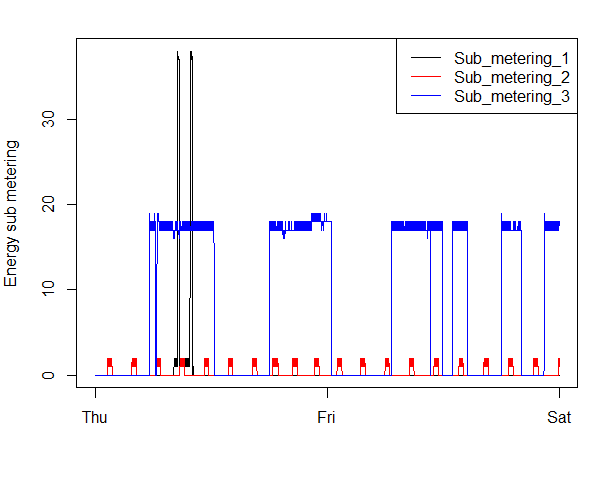 Sub_metering_1
Sub_metering_2
Sub_metering_3
Energy sub metering
30
20
10
0
Thu Fri Sat